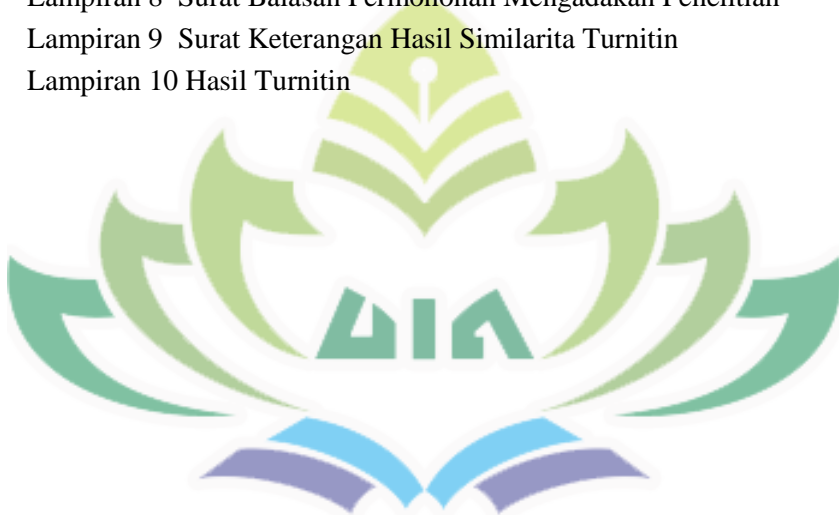 Lampiran 8 Surat Balasan Permohonan Mengadakan Penelitian
Lampiran 9 Surat Keterangan Hasil Similarita Turnitin
Lampiran 10 Hasil Turnitin